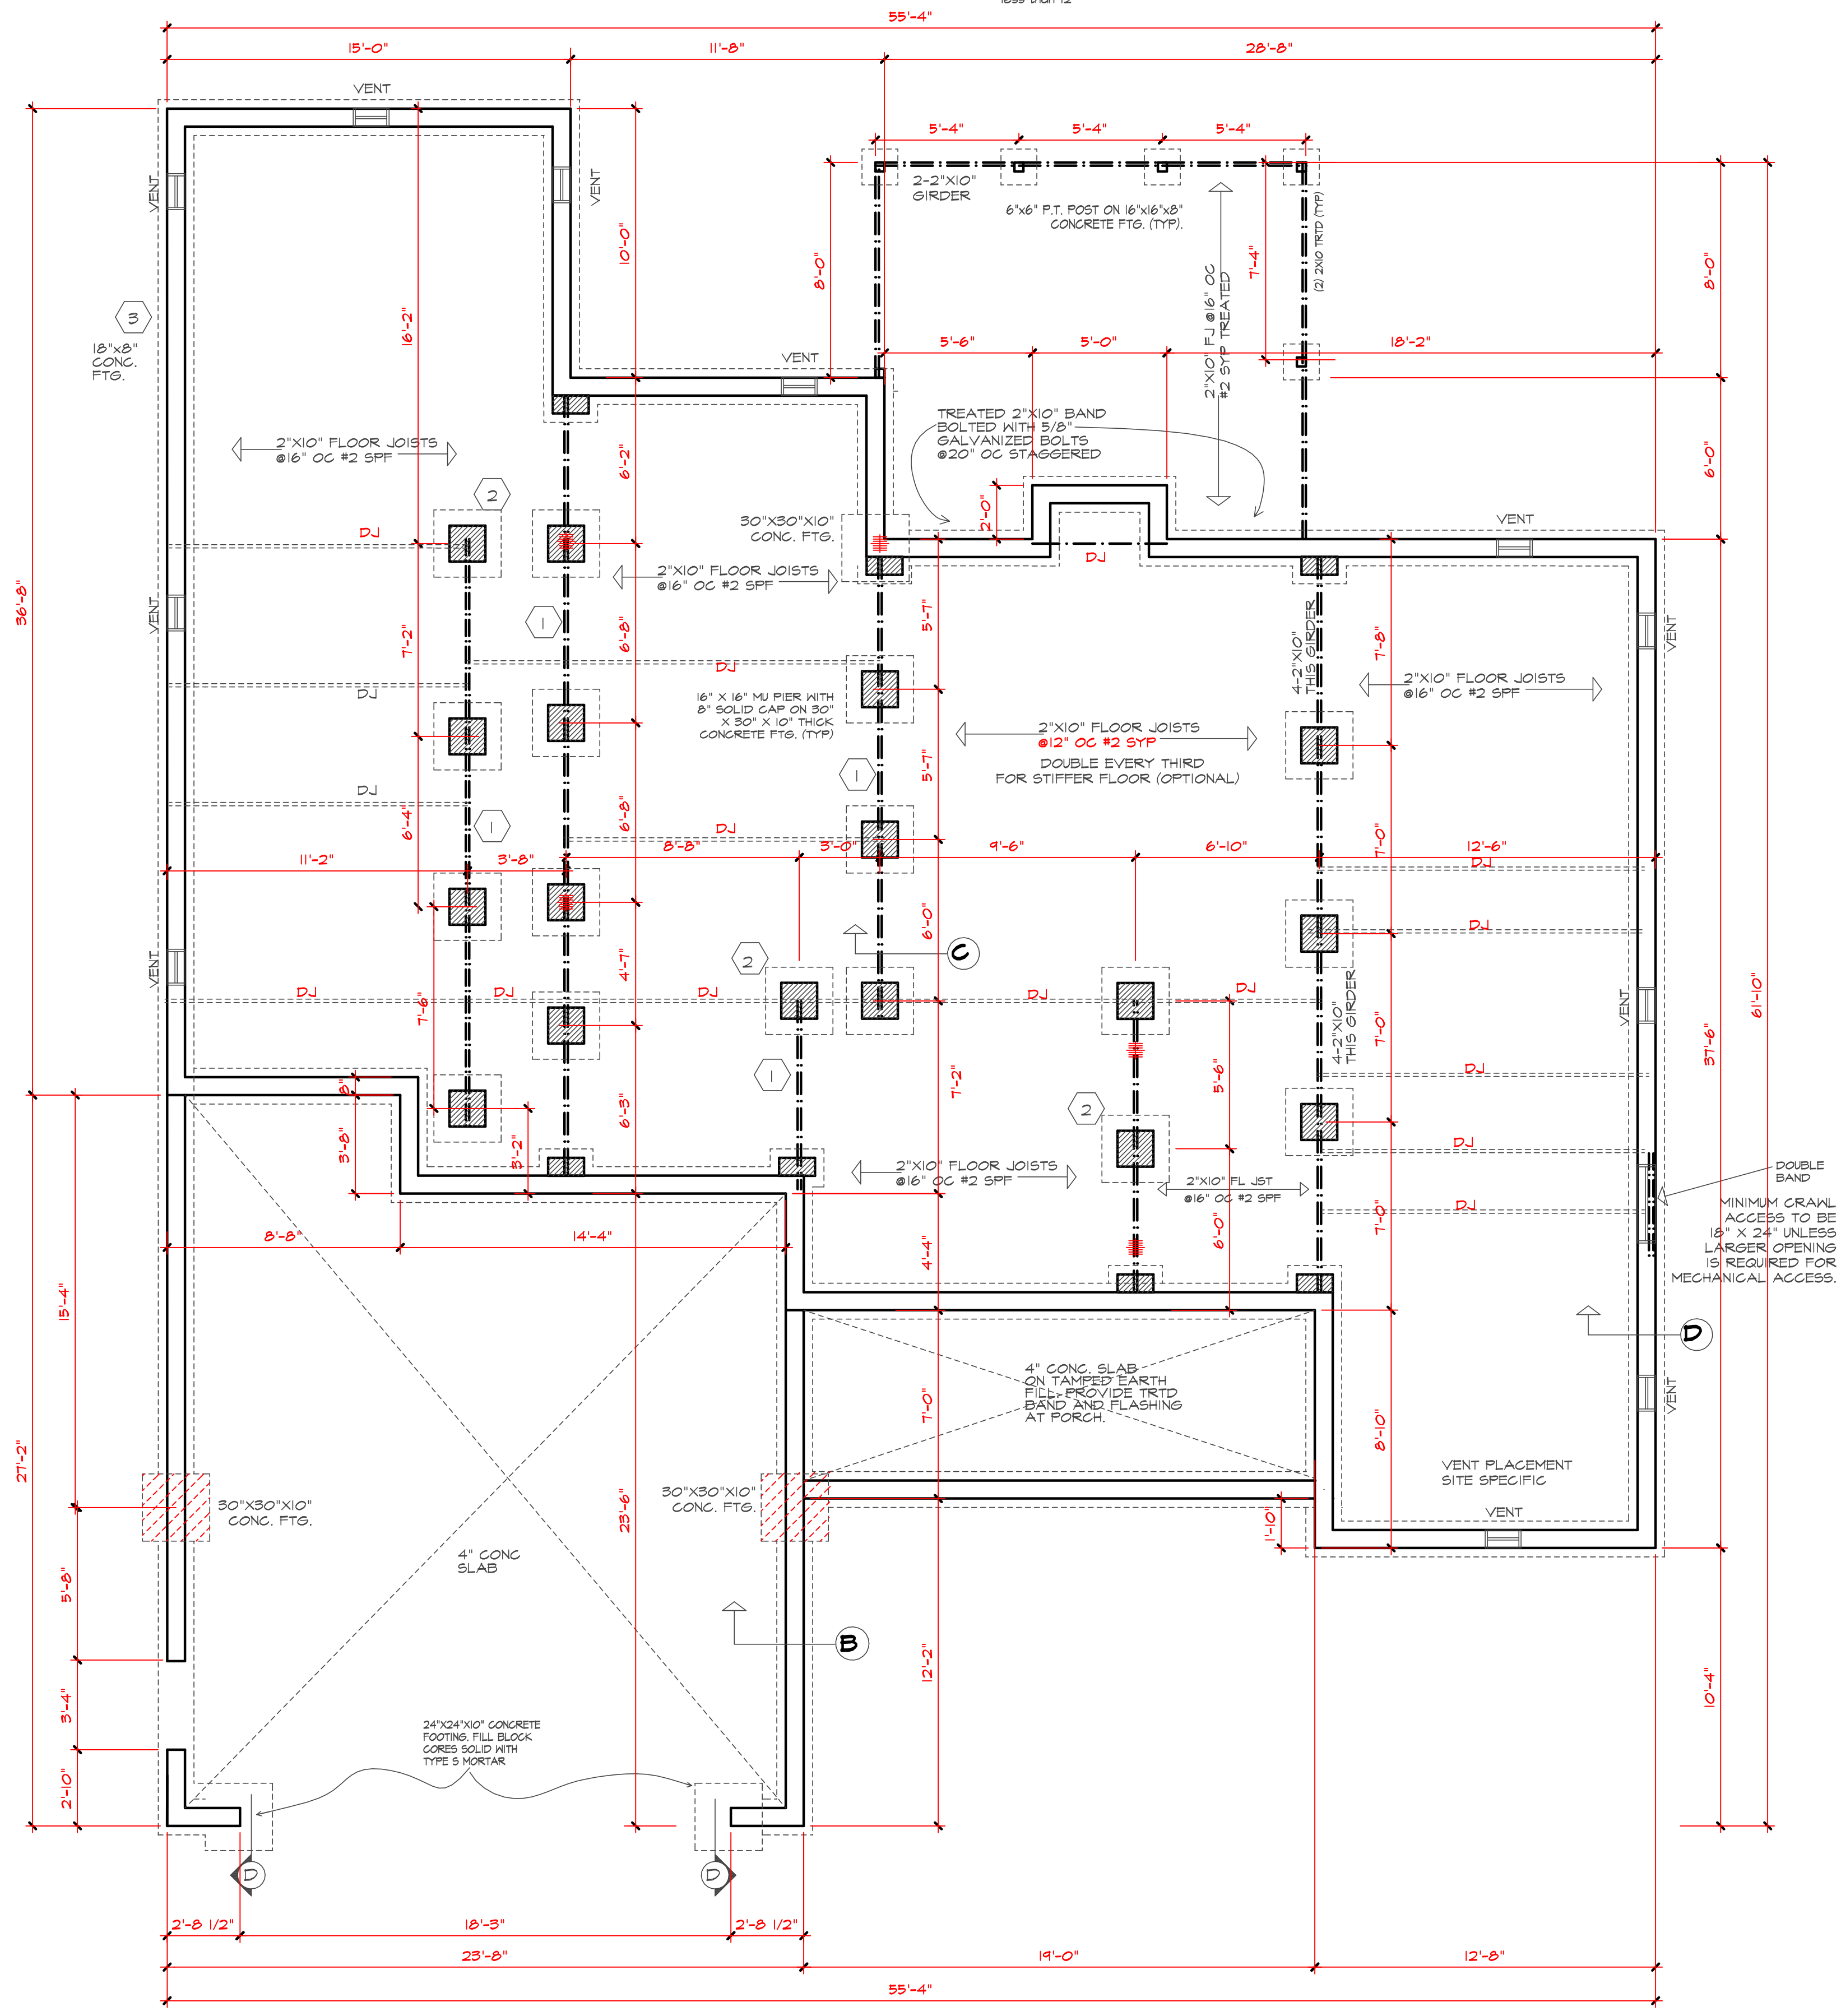 less than 12
55'-4"
15'-0"
11'-8"
28'-8"
VENT
5'-4"
5'-4"
5'-4"
2-2"X10"
GIRDER
6"x6" P.T. POST ON 16"x16"x8"
CONCRETE FTG. (TYP).
(2) 2X10 TRTD (TYP)
VENT
VENT
10'-0"
8'-0"
7'-4"
8'-0"
2"X10" FJ @16" OC
#2 SYP TREATED
16'-2"
3
18"x8"
CONC.
FTG.
VENT
5'-6"
5'-0"
18'-2"
TREATED 2"X10" BAND
BOLTED WITH 5/8"
GALVANIZED BOLTS
@20" OC STAGGERED
2"X10" FLOOR JOISTS
@16" OC #2 SPF
6'-2"
6'-0"
2
2'-0"
30"X30"X10"
CONC. FTG.
VENT
DJ
DJ
2"X10" FLOOR JOISTS
@16" OC #2 SPF
36'-8"
VENT
1
5'-7"
7'-2"
6'-8"
4-2"X10"
THIS GIRDER
7'-8"
VENT
DJ
DJ
16" X 16" MU PIER WITH
8" SOLID CAP ON 30"
X 30" X 10" THICK
CONCRETE FTG. (TYP)
2"X10" FLOOR JOISTS
@16" OC #2 SPF
2"X10" FLOOR JOISTS
@12" OC #2 SYP
DOUBLE EVERY THIRD
FOR STIFFER FLOOR (OPTIONAL)
5'-7"
1
DJ
6'-4"
1
6'-8"
DJ
11'-2"
3'-8"
8'-8"
3'-0"
9'-6"
6'-10"
7'-0"
12'-6"
DJ
6'-0"
DJ
C
VENT
4'-7"
2
DJ
DJ
DJ
DJ
DJ
7'-6"
4-2"X10"
THIS GIRDER
7'-0"
VENT
61'-10"
37'-6"
1
7'-2"
5'-6"
DJ
8"
2
6'-3"
3'-8"
3'-2"
DJ
2"X10" FLOOR JOISTS
@16" OC #2 SPF
2"X10" FL JST
@16" OC #2 SPF
DOUBLE
BAND
MINIMUM CRAWL
ACCESS TO BE
18" X 24" UNLESS
LARGER OPENING
IS REQUIRED FOR
MECHANICAL ACCESS.
DJ
7'-0"
8'-8"
14'-4"
4'-4"
6'-0"
15'-4"
D
4" CONC. SLAB
ON TAMPED EARTH
FILL. PROVIDE TRTD
BAND AND FLASHING
AT PORCH.
7'-0"
8'-10"
VENT
27'-2"
VENT PLACEMENT
SITE SPECIFIC
30"X30"X10"
CONC. FTG.
30"X30"X10"
CONC. FTG.
23'-6"
VENT
1'-10"
4" CONC
SLAB
5'-8"
B
12'-2"
10'-4"
3'-4"
24"X24"X10" CONCRETE
FOOTING. FILL BLOCK
CORES SOLID WITH
TYPE S MORTAR
2'-10"
D
D
2'-8 1/2"
18'-3"
2'-8 1/2"
23'-8"
19'-0"
12'-8"
55'-4"